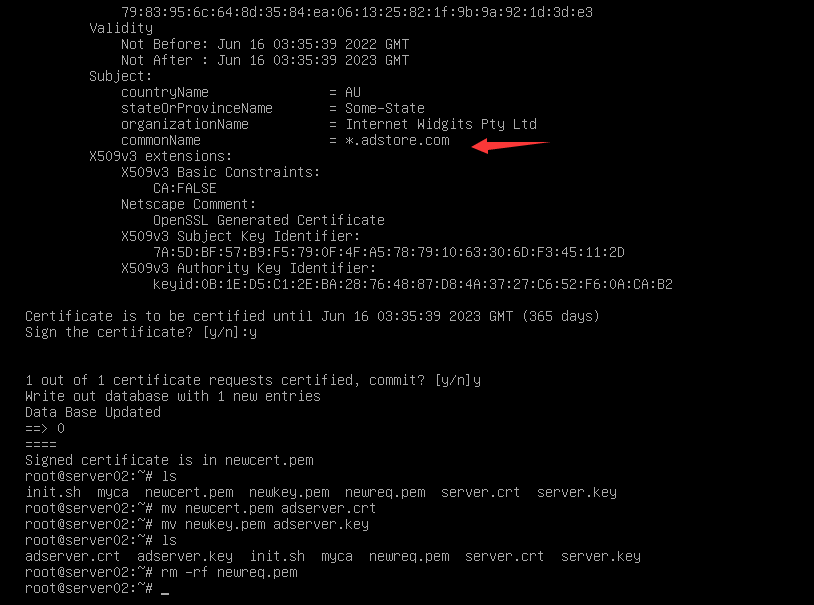 79:83:95:6c:64:8d:35:84:ea:06:13:25:82:1f:9b:9a:92:1d:3d:e3
Validity
Not Before: Jun 16 03:35:39 2022 GMT
Not After : Jun 16 03:35:39 2023 GMT
Subject:
countryName = AU
stateOrProvinceName = Some-State
organizationName = Internet Widgits Pty Ltd
commonName = *.adstore.com
X509v3 extensions:
X509v3 Basic Constraints:
CA:FALSE
Netscape Comment:
OpenSSL Generated Certificate
X509v3 Subject Key Identifier:
7A:5D:BF:57:B9:F5:79:0F:4F:A5:78:79:10:63:30:6D:F3:45:11:2D
X509v3 Authority Key Identifier:
keyid:0B:1E:D5:C1:2E:BA:28:76:48:87:D8:4A:37:27:C6:52:F6:0A:CA:B2
Certificate is to be certified until Jun 16 03:35:39 2023 GMT (365 days)
Sign the certificate? [y/n]:y
1 out of 1 certificate requests certified, commit? [y/n]y
Write out database with 1 new entries
Data Base Updated
==> 0
====
Signed certificate is in newcert.pem
root@server02:~# ls
init.sh myca newcert.pem newkey.pem newreq.pem server.crt server.key
root@server02:~# mv newcert.pem adserver.crt
root@server02:~# mv newkey.pem adserver.key
root@server02:~# ls
adserver.crt adserver.key init.sh myca newreq.pem server.crt server.key
root@server02:~# rm -rf newreq.pem
root@server02:~# _